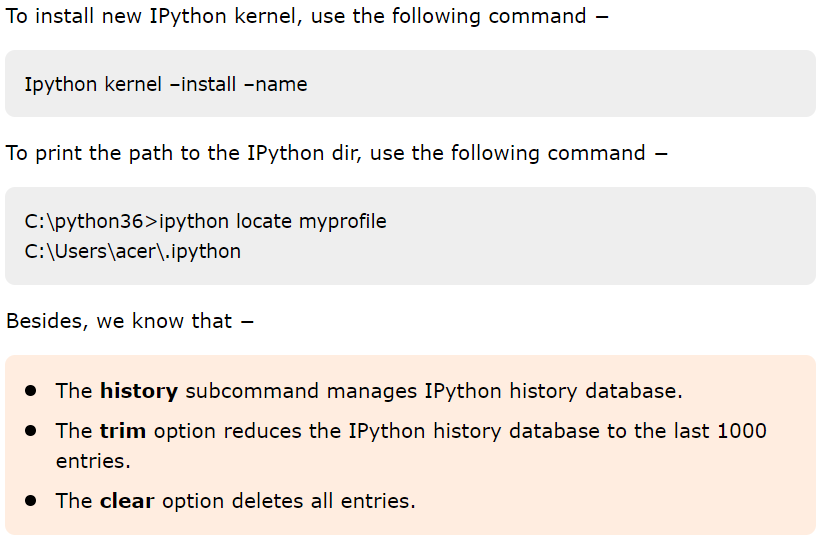 To install new IPython kernel, use the following command −
Ipython kernel –install –name
To print the path to the IPython dir, use the following command −
C:\python36>ipython locate myprofile
C:\Users\acer\.ipython
Besides, we know that −
● The history subcommand manages IPython history database.
● The trim option reduces the IPython history database to the last 1000
entries.
● The clear option deletes all entries.